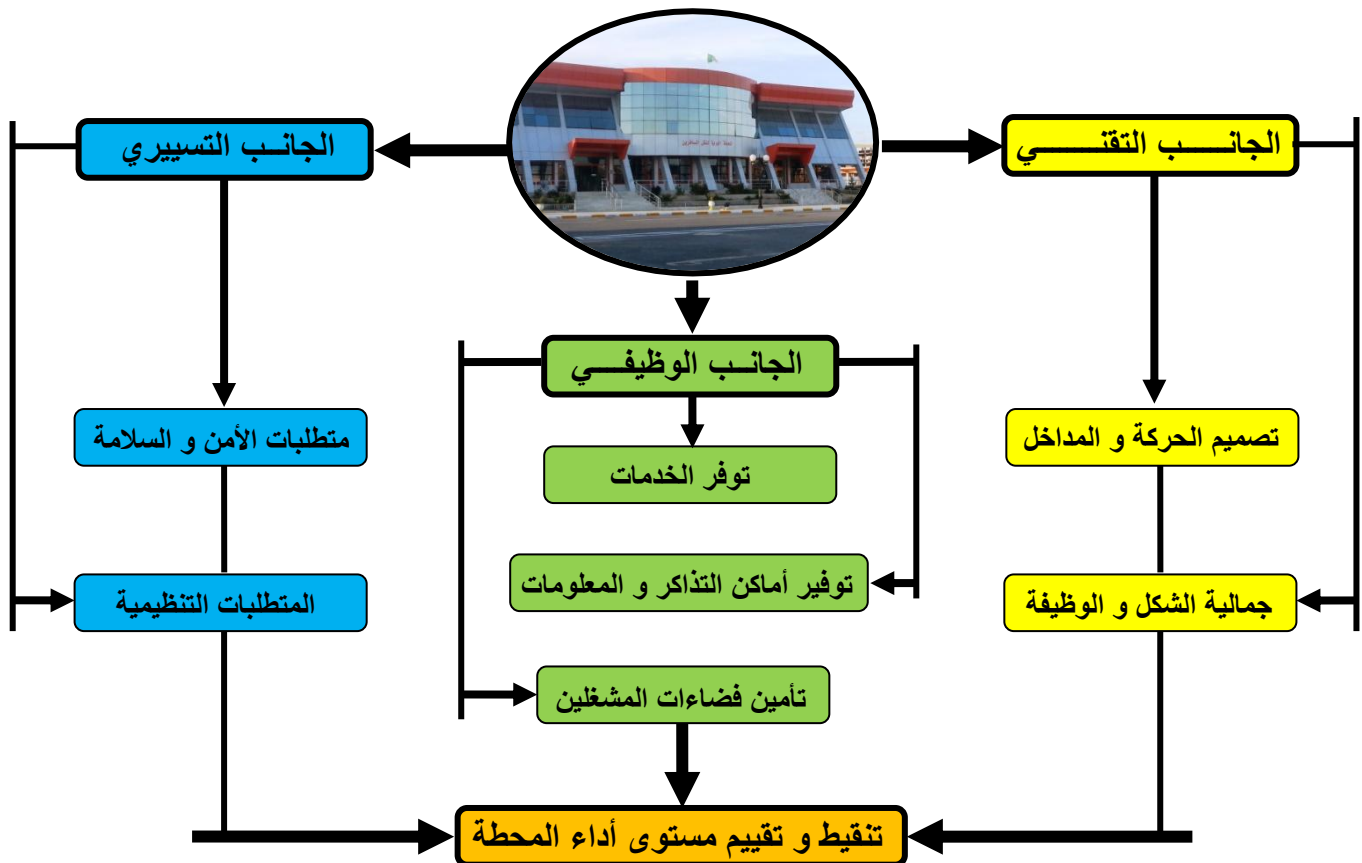 الجانب التقني
الجانب التسييري
الجانب الوظيفي
تصميم الحركة و المداخل
متطلبات الأمن و السلامة
توفر الخدمات
توفير أماكن التذاكر و المعلومات
جمالية الشكل و الوظيفة
المتطلبات التنظيمية
تأمين فضاءات المشغلين
تنقيط و تقييم مستوى أداء المحطة